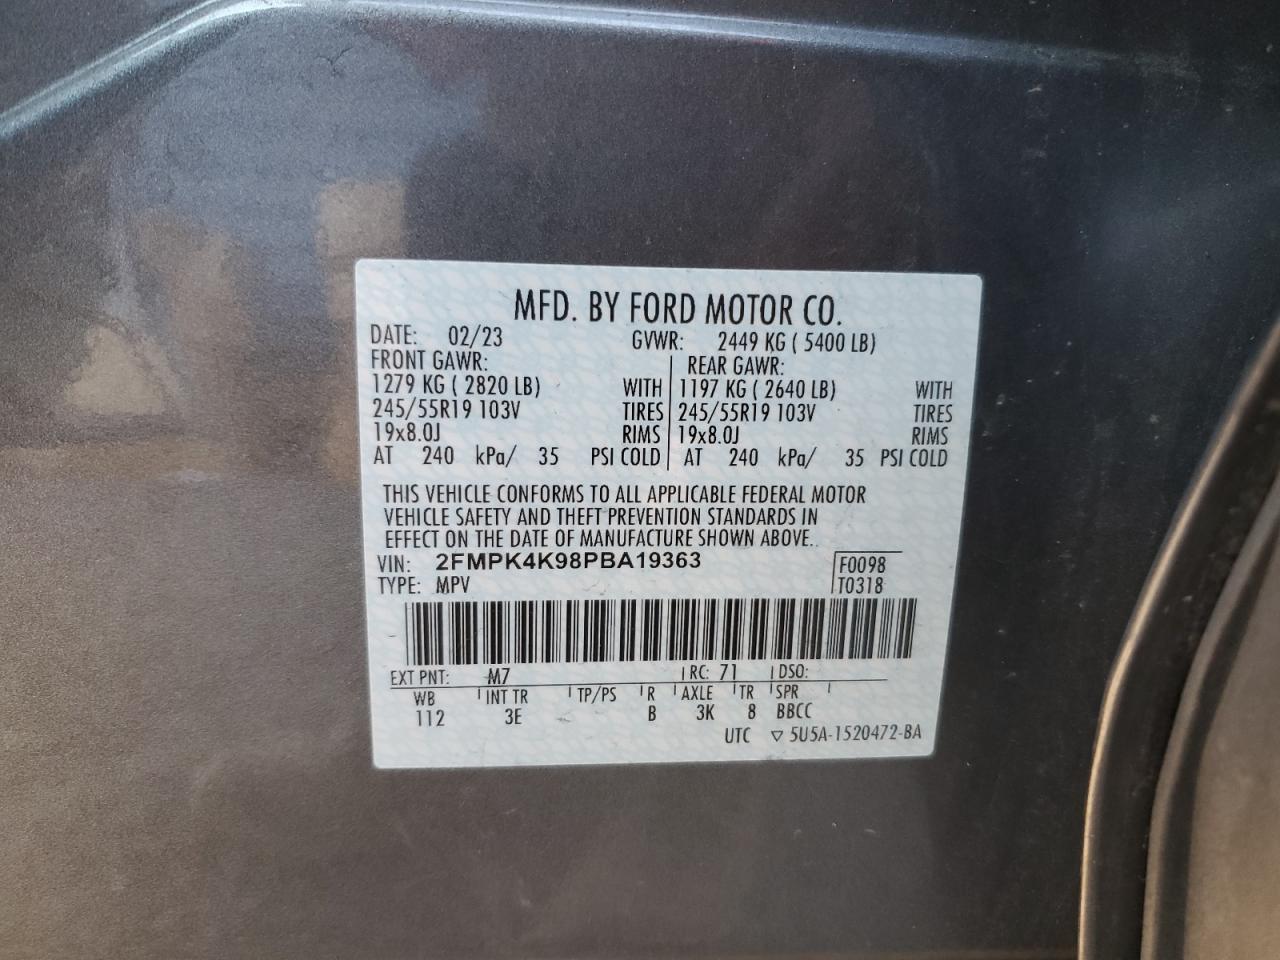 MFD. BY FORD MOTOR CO.
DATE: 02/23 GVWR: 2449 KG ( 5400 LB)
FRONT GAWR: REAR GAWR:
1279 KG ( 2820 LB) WITH 1197 KG ( 2640 LB) WITH
245/55R19 103V TIRES 245/55R19 103V TIRES
19x8.0J RIMS 19x8.0J RIMS
AT 240 kPa/ 35 PSI COLD AT 240 kPa/ 35 PSI COLD
THIS VEHICLE CONFORMS TO ALL APPLICABLE FEDERAL MOTOR
VEHICLE SAFETY AND THEFT PREVENTION STANDARDS IN
EFFECT ON THE DATE OF MANUFACTURE SHOWN ABOVE..
VIN: 2FMPK4K98PBA19363 F0098
TYPE: MPV T0318
EXT PNT: M7 RC: 71 DSO:
WB INT TR TP/PS R AXLE TR SPR
112 3E B 3K 8 BBCC
UTC ▽ 5U5A-1520472-BA